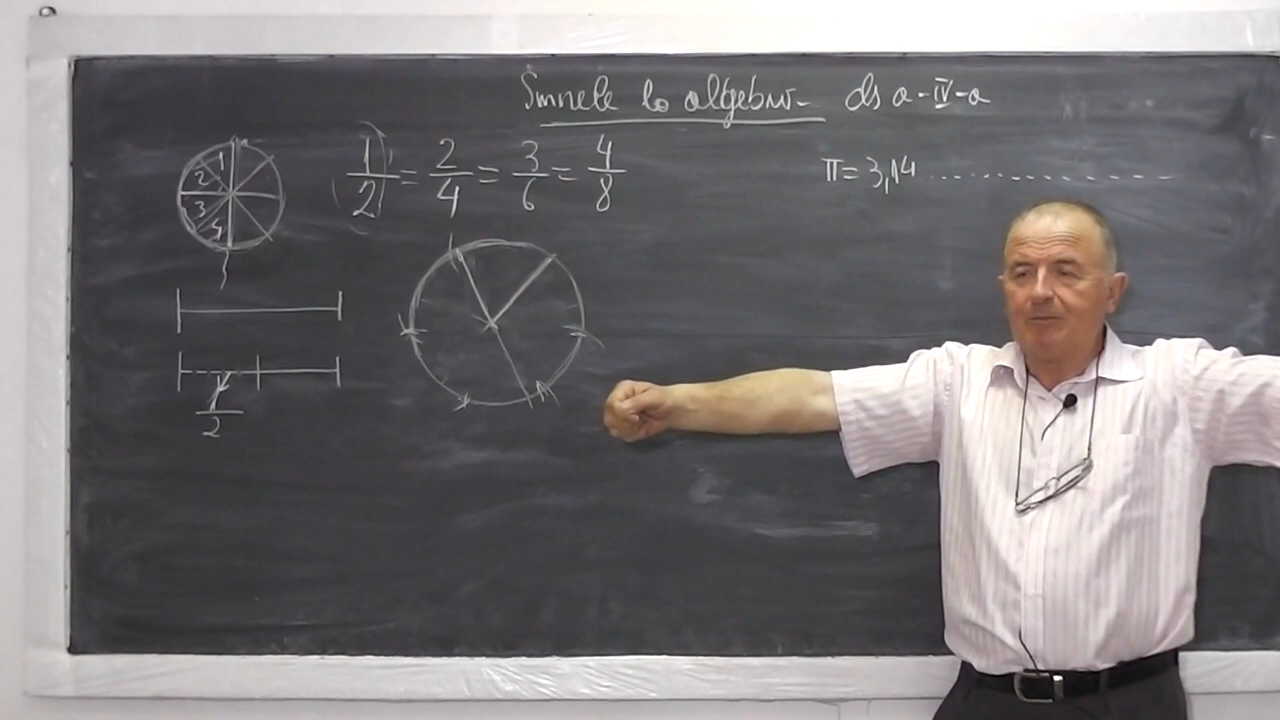 la algebră cls a-IV-a
1/2 = 2/4 = 3/6 = 4/8
π = 3,14..................
1
2
3
4
1/2